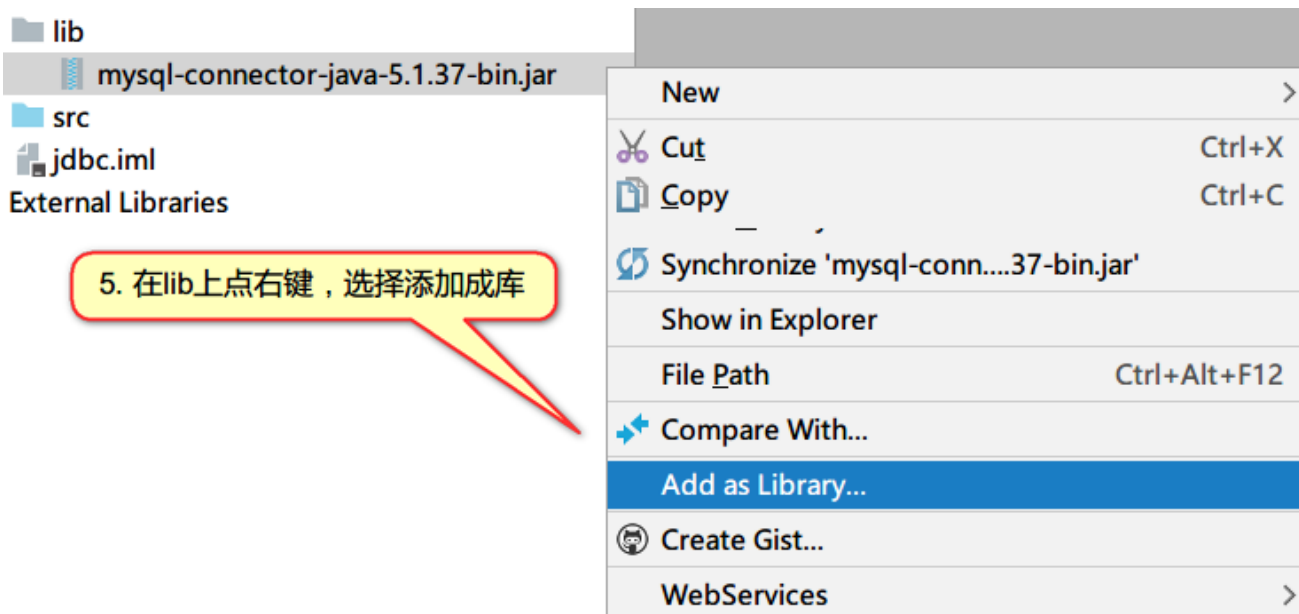 lib
mysql-connector-java-5.1.37-bin.jar
src
jdbc.iml
External Libraries
5. 在lib上点右键，选择添加成库
New
Cut Ctrl+X
Copy Ctrl+C
Synchronize 'mysql-conn....37-bin.jar'
Show in Explorer
File Path Ctrl+Alt+F12
Compare With...
Add as Library...
Create Gist...
WebServices